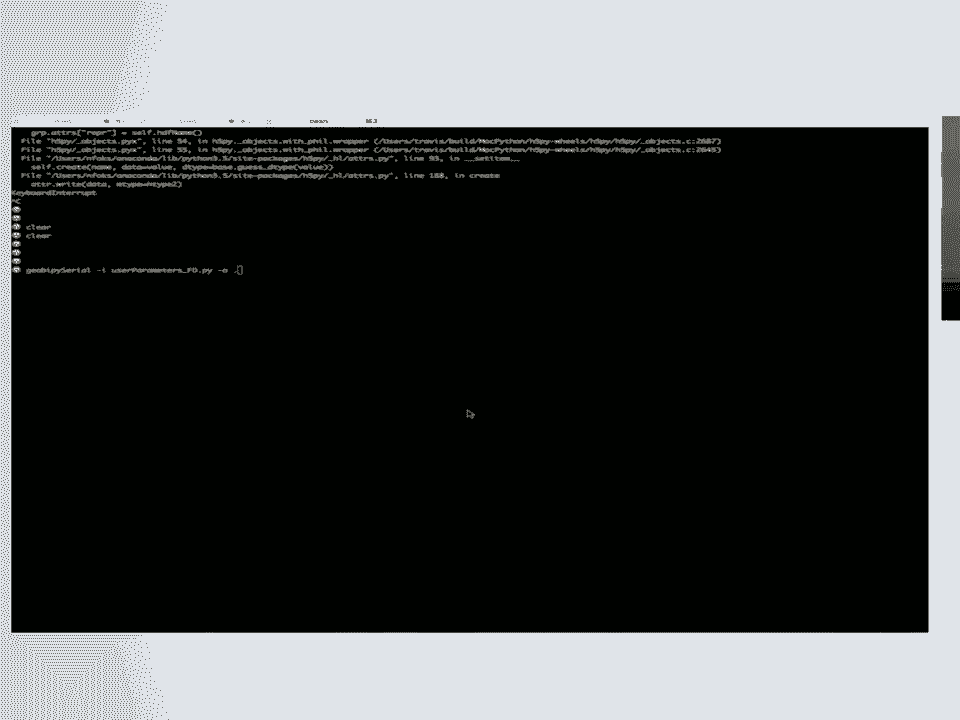 grp.attrs["repr"] = self.hdfName()
File "h5py/_objects.pyx", line 54, in h5py._objects.with_phil.wrapper (/Users/travis/build/MacPython/h5py-wheels/h5py/h5py/_objects.c:2687)
File "h5py/_objects.pyx", line 55, in h5py._objects.with_phil.wrapper (/Users/travis/build/MacPython/h5py-wheels/h5py/h5py/_objects.c:2645)
File "/Users/nfoks/anaconda/lib/python3.5/site-packages/h5py/_hl/attrs.py", line 93, in __setitem__
self.create(name, data=value, dtype=base.guess_dtype(value))
File "/Users/nfoks/anaconda/lib/python3.5/site-packages/h5py/_hl/attrs.py", line 188, in create
attr.write(data, mtype=htype2)
KeyboardInterrupt
^C
clear
clear
geobipySerial -i userParameters_FD.py -o .